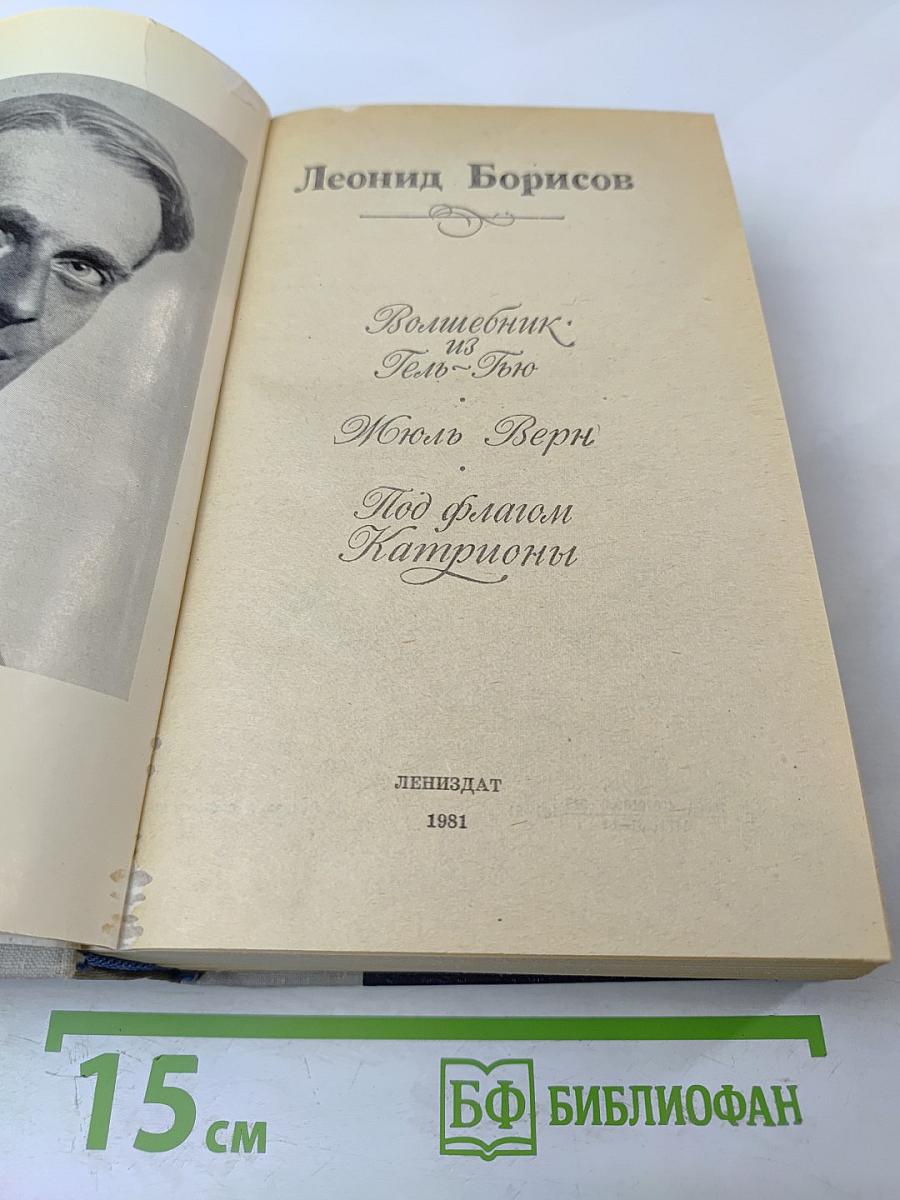 Леонид Борисов
Волшебник
из
Гель-Гью
Жюль Верн
Под флагом
Катрионы
ЛЕНИЗДАТ
1981
15 см
БФ БИБЛИОФАН